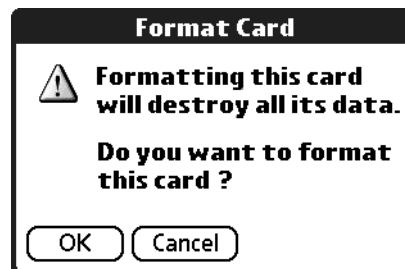 Format Card
Formatting this card
will destroy all its data.
Do you want to format
this card ?
OK Cancel